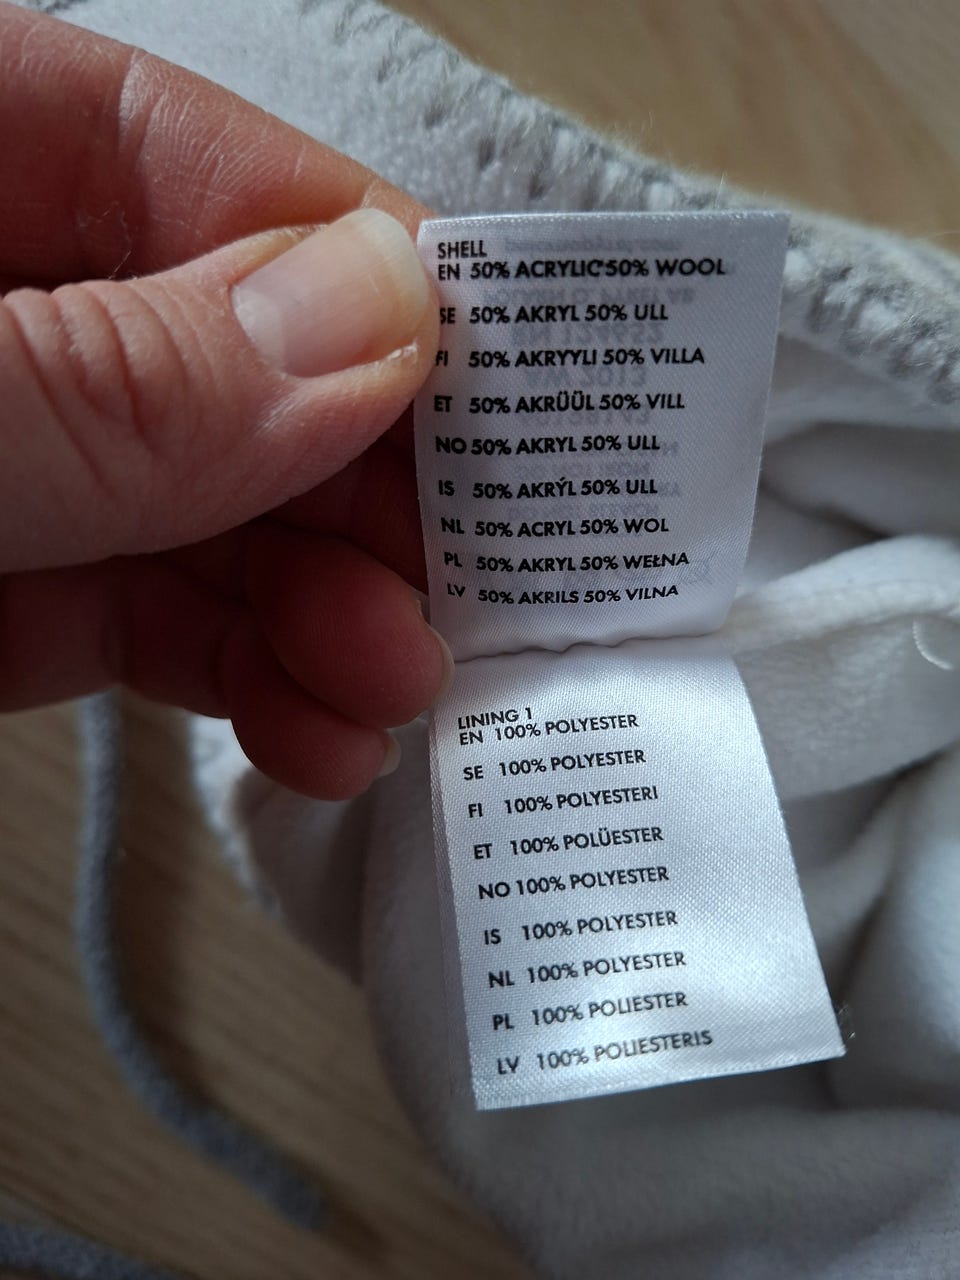 SHELL
EN 50% ACRYLIC 50% WOOL
SE 50% AKRYL 50% ULL
FI 50% AKRYYLI 50% VILLA
ET 50% AKRÜÜL 50% VILL
NO 50% AKRYL 50% ULL
IS 50% AKRÝL 50% ULL
NL 50% ACRYL 50% WOL
PL 50% AKRYL 50% WEŁNA
LV 50% AKRILS 50% VILNA
LINING 1
EN 100% POLYESTER
SE 100% POLYESTER
FI 100% POLYESTERI
ET 100% POLÜESTER
NO 100% POLYESTER
IS 100% POLYESTER
NL 100% POLYESTER
PL 100% POLIESTER
LV 100% POLIESTERIS